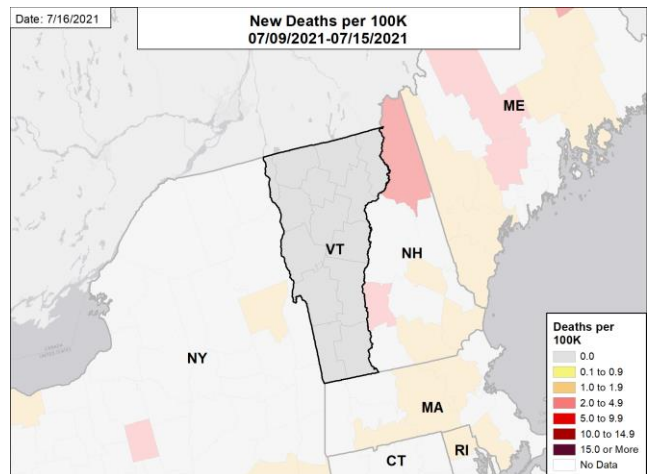 Date: 7/16/2021
New Deaths per 100K
07/09/2021-07/15/2021
ME
VT
NH
NY
MA
CT
RI
Deaths per
100K
0.0
0.1 to 0.9
1.0 to 1.9
2.0 to 4.9
5.0 to 9.9
10.0 to 14.9
15.0 or More
No Data